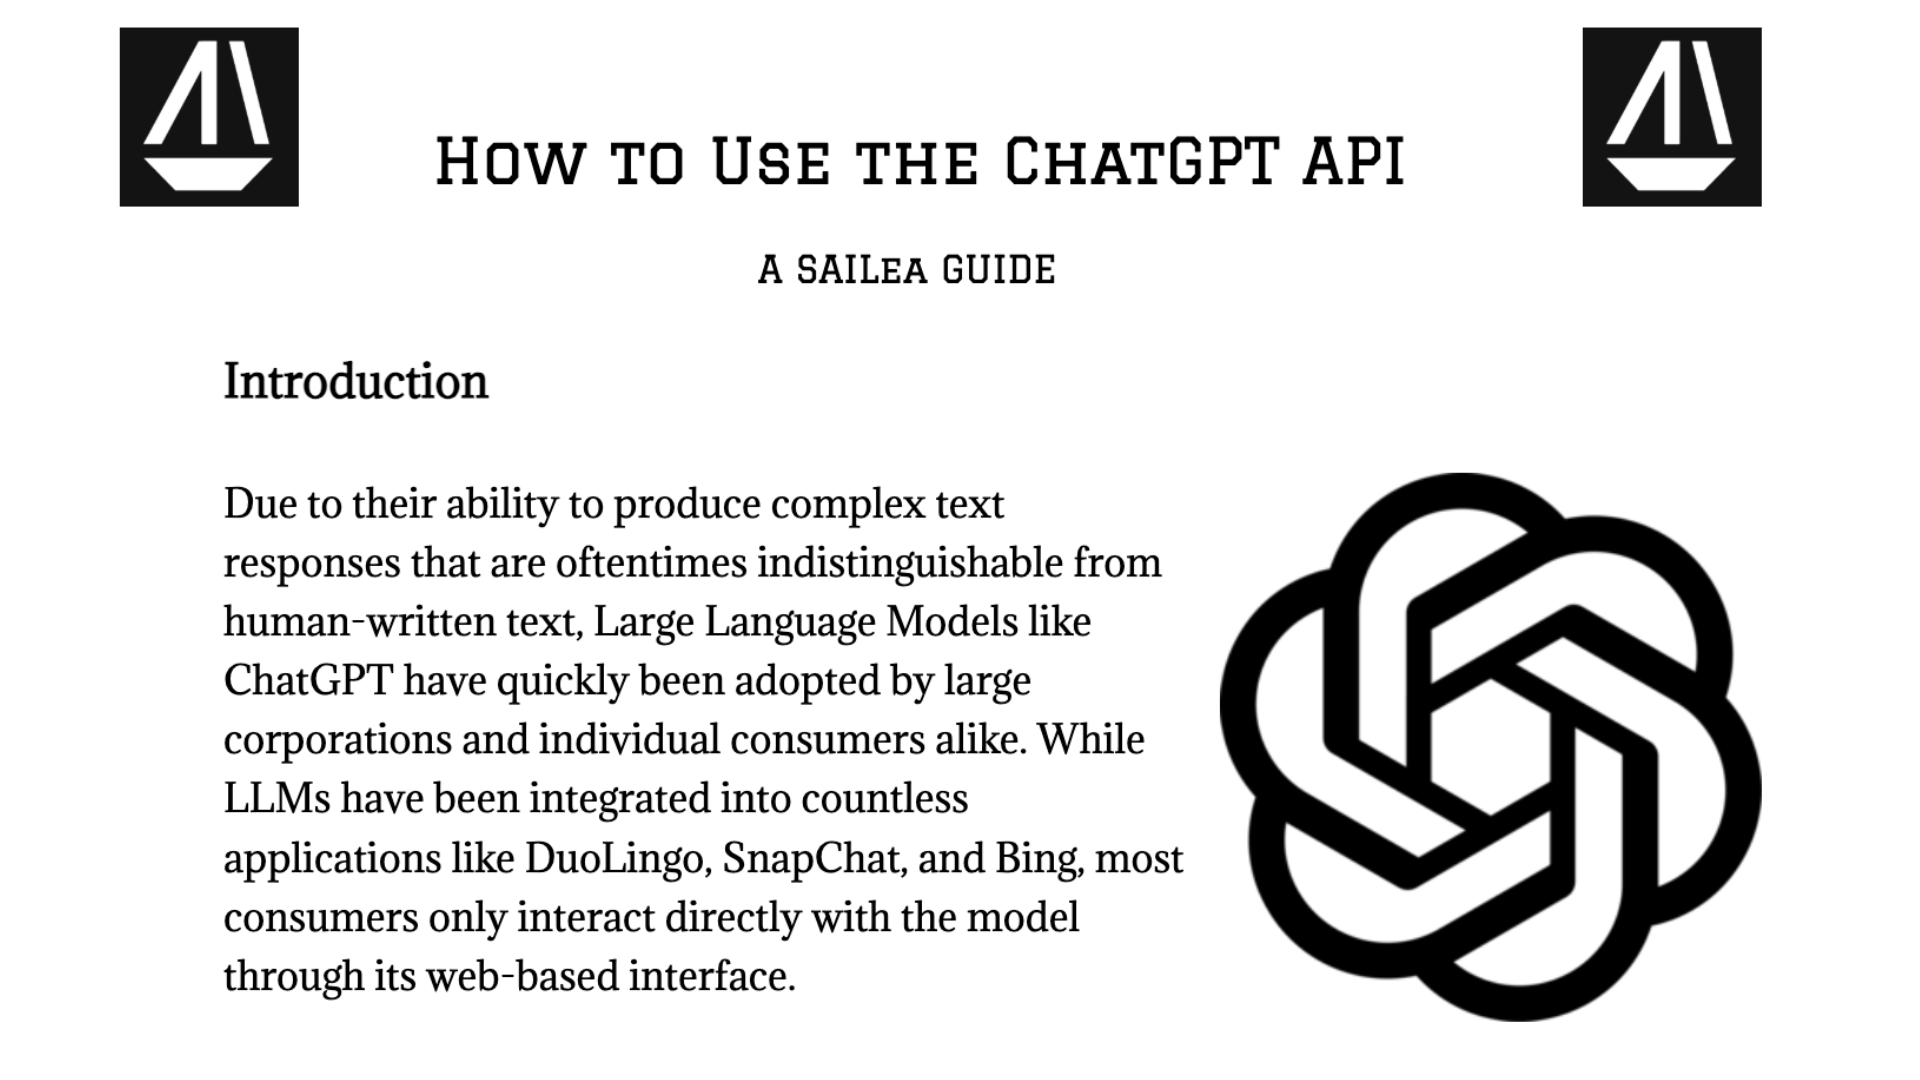 How to Use the ChatGPT API
A SAILea GUIDE
Introduction
Due to their ability to produce complex text
responses that are oftentimes indistinguishable from
human-written text, Large Language Models like
ChatGPT have quickly been adopted by large
corporations and individual consumers alike. While
LLMs have been integrated into countless
applications like DuoLingo, SnapChat, and Bing, most
consumers only interact directly with the model
through its web-based interface.